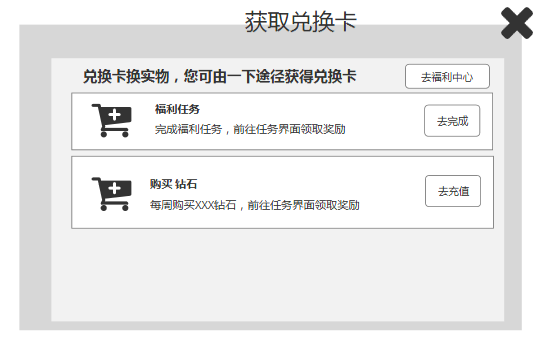 获取兑换卡
兑换卡换实物，您可由一下途径获得兑换卡
去福利中心
福利任务
完成福利任务，前往任务界面领取奖励
去完成
购买 钻石
每周购买XXX钻石，前往任务界面领取奖励
去充值